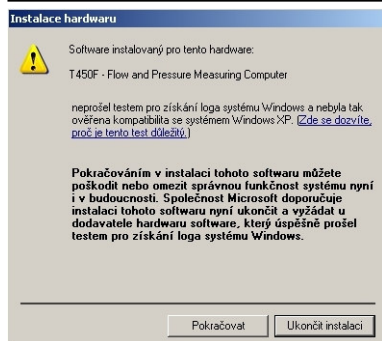 Instalace hardwaru
Software instalovaný pro tento hardware:
T450F - Flow and Pressure Measuring Computer
neprošel testem pro získání loga systému Windows a nebyla tak
ověřena kompatibilita se systémem Windows XP. (Zde se dozvíte,
proč je tento test důležitý.)
Pokračováním v instalaci tohoto softwaru můžete
poškodit nebo omezit správnou funkčnost systému nyní
i v budoucnosti. Společnost Microsoft doporučuje
instalaci tohoto softwaru nyní ukončit a vyžádat u
dodavatele hardwaru software, který úspěšně prošel
testem pro získání loga systému Windows.
Pokračovat
Ukončit instalaci